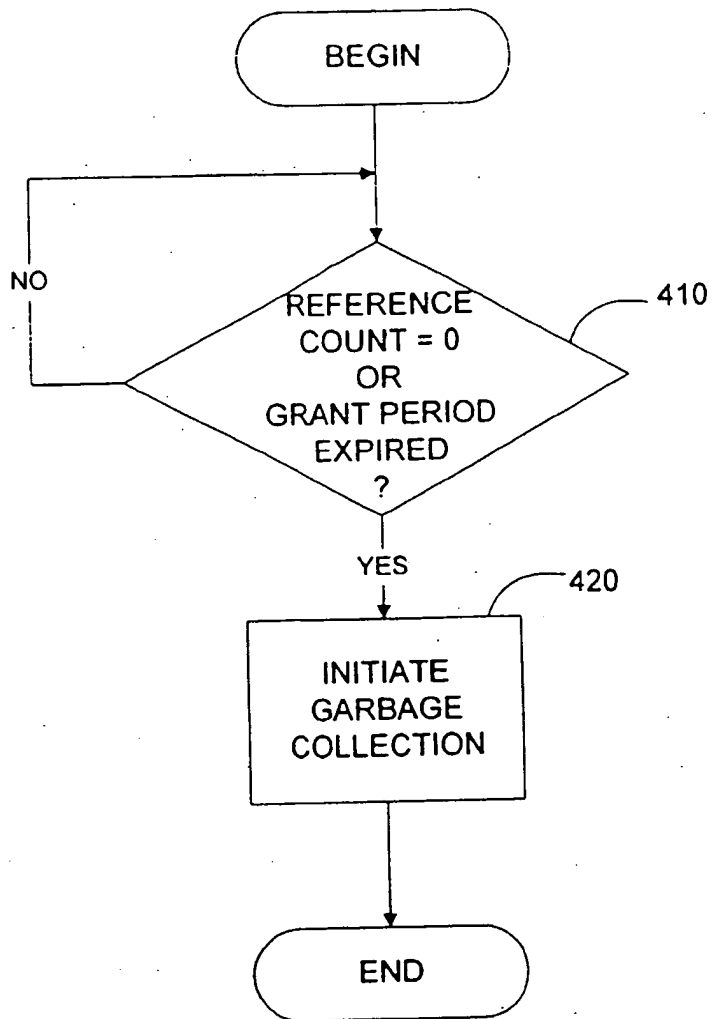 BEGIN
NO
REFERENCE
COUNT = 0
OR
GRANT PERIOD
EXPIRED
?
410
YES
420
INITIATE
GARBAGE
COLLECTION
END